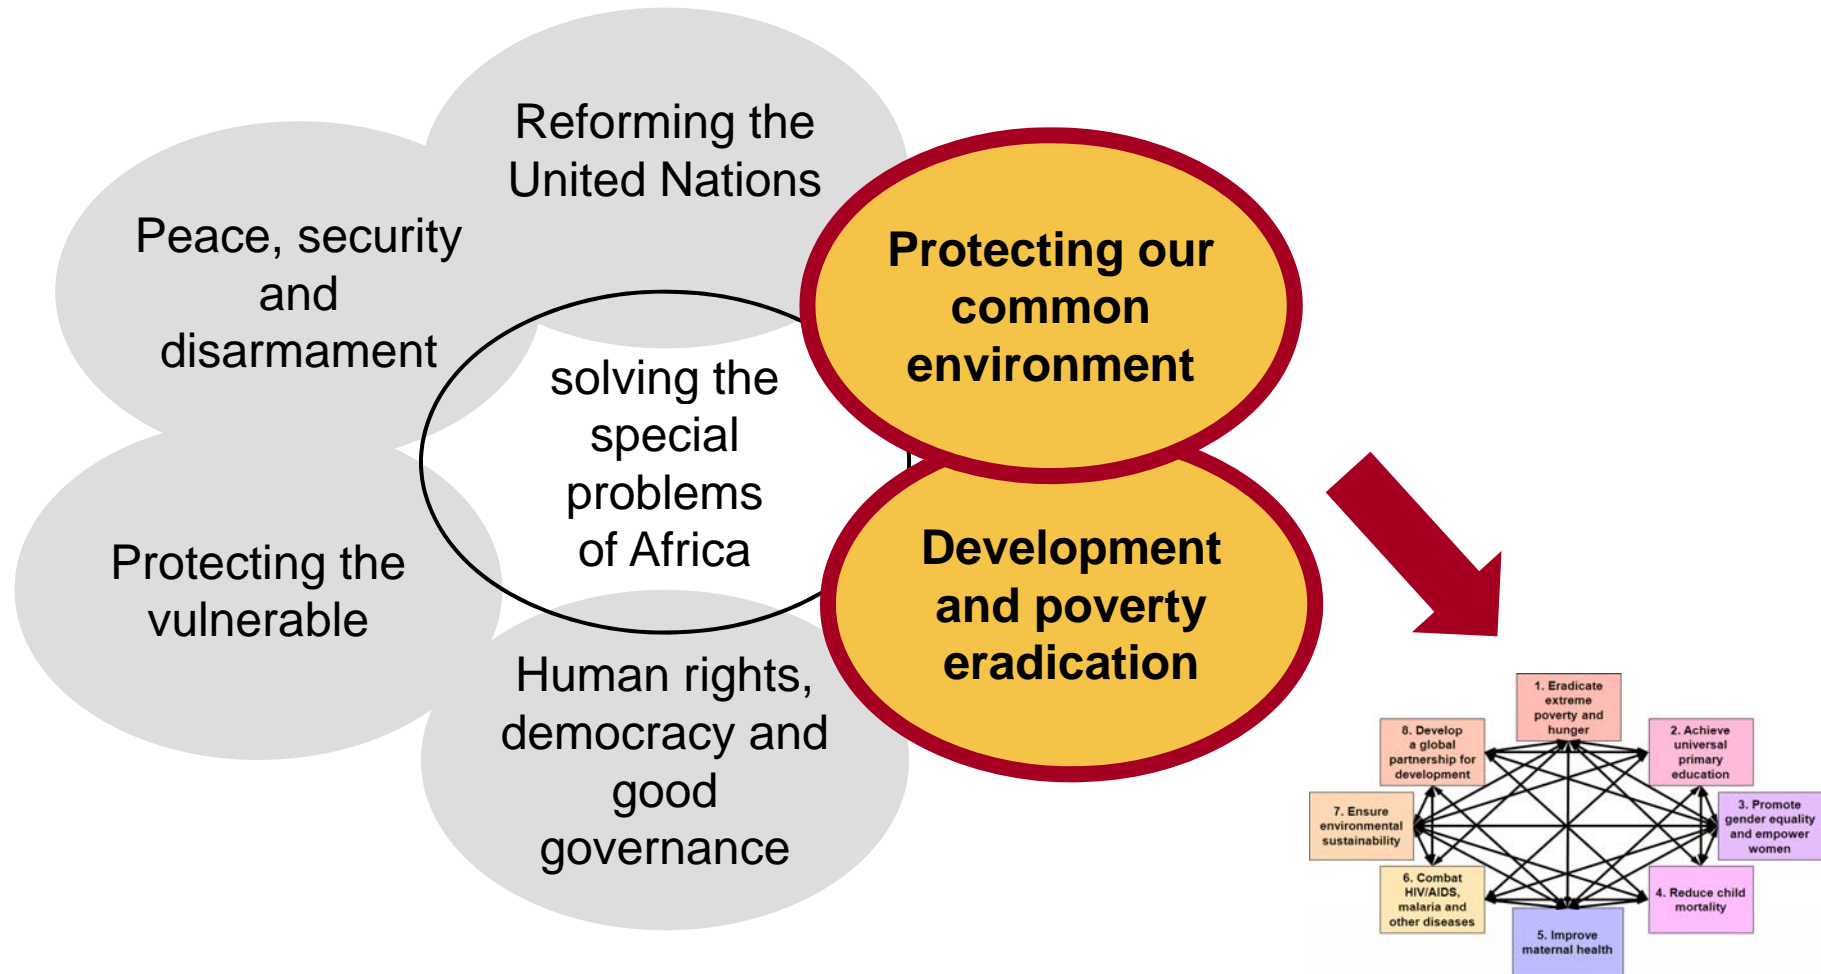 Reforming the
United Nations
Peace, security
and
disarmament
Protecting our
common
environment
solving the
special
problems
of Africa
Protecting the
vulnerable
Development
and poverty
eradication
Human rights,
democracy and
good
governance
1. Eradicate
extreme
poverty and
hunger
2. Achieve
universal
primary
education
3. Promote
gender equality
and empower
women
4. Reduce child
mortality
5. Improve
maternal health
6. Combat
HIV/AIDS,
malaria and
other diseases
7. Ensure
environmental
sustainability
8. Develop
a global
partnership for
development